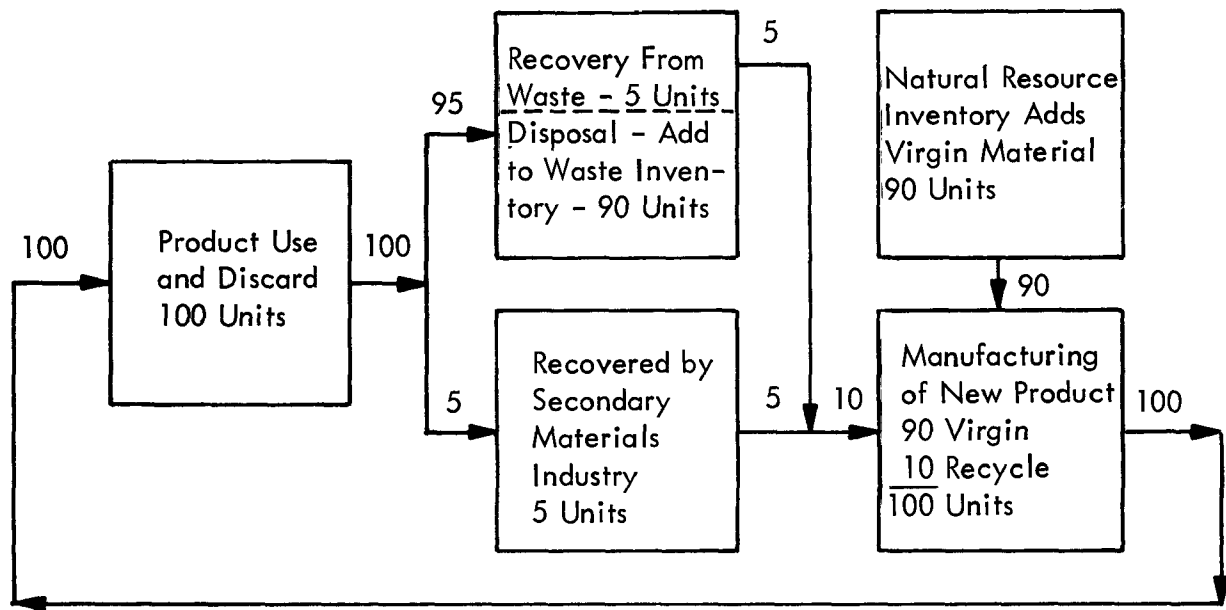 100
Product Use
and Discard
100 Units
100
95
Recovery From
Waste - 5 Units
Disposal - Add
to Waste Inven-
tory - 90 Units
5
5
Recovered by
Secondary
Materials
Industry
5 Units
5
10
Natural Resource
Inventory Adds
Virgin Material
90 Units
90
Manufacturing
of New Product
90 Virgin
10 Recycle
100 Units
100